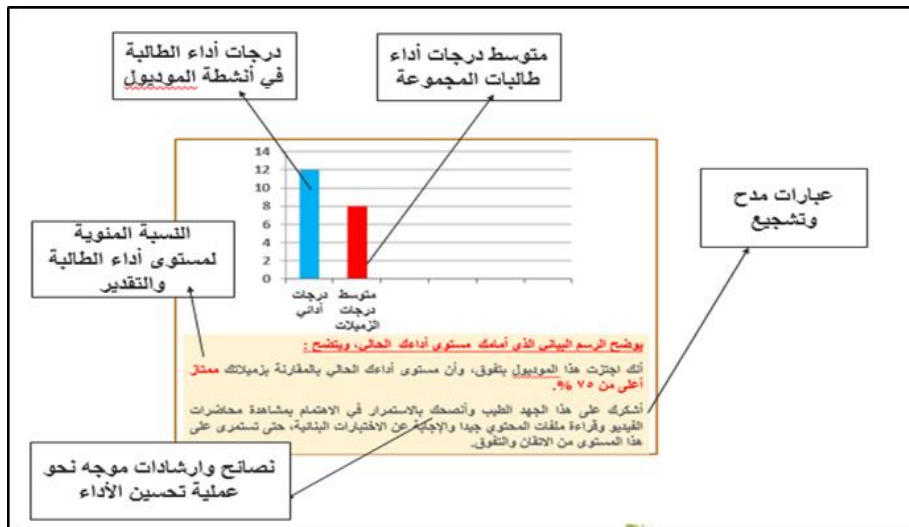 درجات أداء الطالبة
في أنشطة الموديول
متوسط درجات أداء
طالبات المجموعة
عبارات مدح
وتشجيع
النسبة المئوية
لمستوى أداء الطالبة
والتقدير
14
12
10
8
6
4
2
0
درجات
أدائي
متوسط
درجات
الزميلات
يوضح الرسم البياني الذي أمامك مستوى أداءك الحالي، ويتضح :
أنك اجتزت هذا الموديول بتفوق، وأن مستوى أداءك الحالي بالمقارنة بزميلاتك ممتاز
أعلى من ٧٥ %.
أشكرك على هذا الجهد الطيب وأنصحك بالاستمرار في الاهتمام بمشاهدة محاضرات
الفيديو وقراءة ملفات المحتوي جيدا والإجابة عن الاختبارات البنائية، حتى تستمرى على
هذا المستوى من الاتقان والتفوق.
نصائح وارشادات موجه نحو
عملية تحسين الأداء